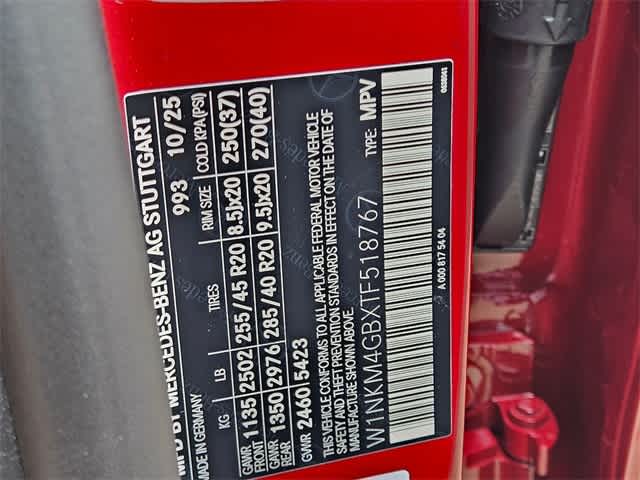 MFD BY MERCEDES-BENZ AG STUTTGART
MADE IN GERMANY 993 10/25
KG LB TIRES RIM SIZE COLD KPA(PSI)
GAWR FRONT 1135 2502 255/45 R20 8.5Jx20 250(37)
GAWR REAR 1350 2976 285/40 R20 9.5Jx20 270(40)
GVWR 2460 5423
THIS VEHICLE CONFORMS TO ALL APPLICABLE FEDERAL MOTOR VEHICLE
SAFETY AND THEFT PREVENTION STANDARDS IN EFFECT ON THE DATE OF
MANUFACTURE SHOWN ABOVE.
TYPE: MPV
W1NKM4GBXTF518767
A 000 817 54 04